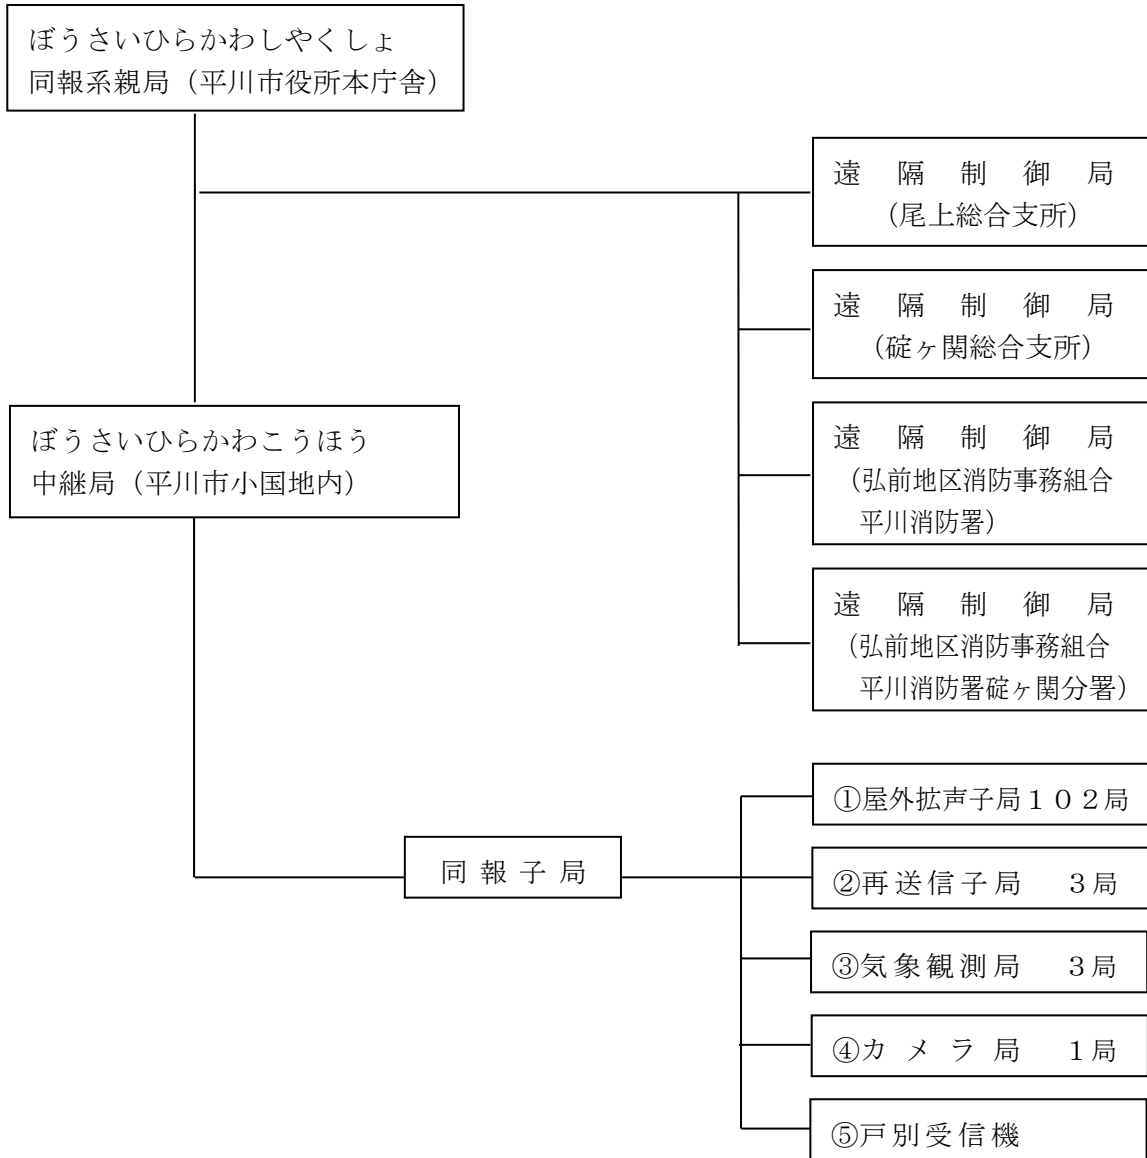 ぼうさいひらかわしやくしょ
同報系親局（平川市役所本庁舎）
遠隔制御局
（尾上総合支所）
遠隔制御局
（碇ヶ関総合支所）
ぼうさいひらかわこうほう
中継局（平川市小国地内）
遠隔制御局
（弘前地区消防事務組合
平川消防署）
遠隔制御局
（弘前地区消防事務組合
平川消防署碇ヶ関分署）
同報子局
①屋外拡声子局１０２局
②再送信子局　３局
③気象観測局　３局
④カメラ局　１局
⑤戸別受信機